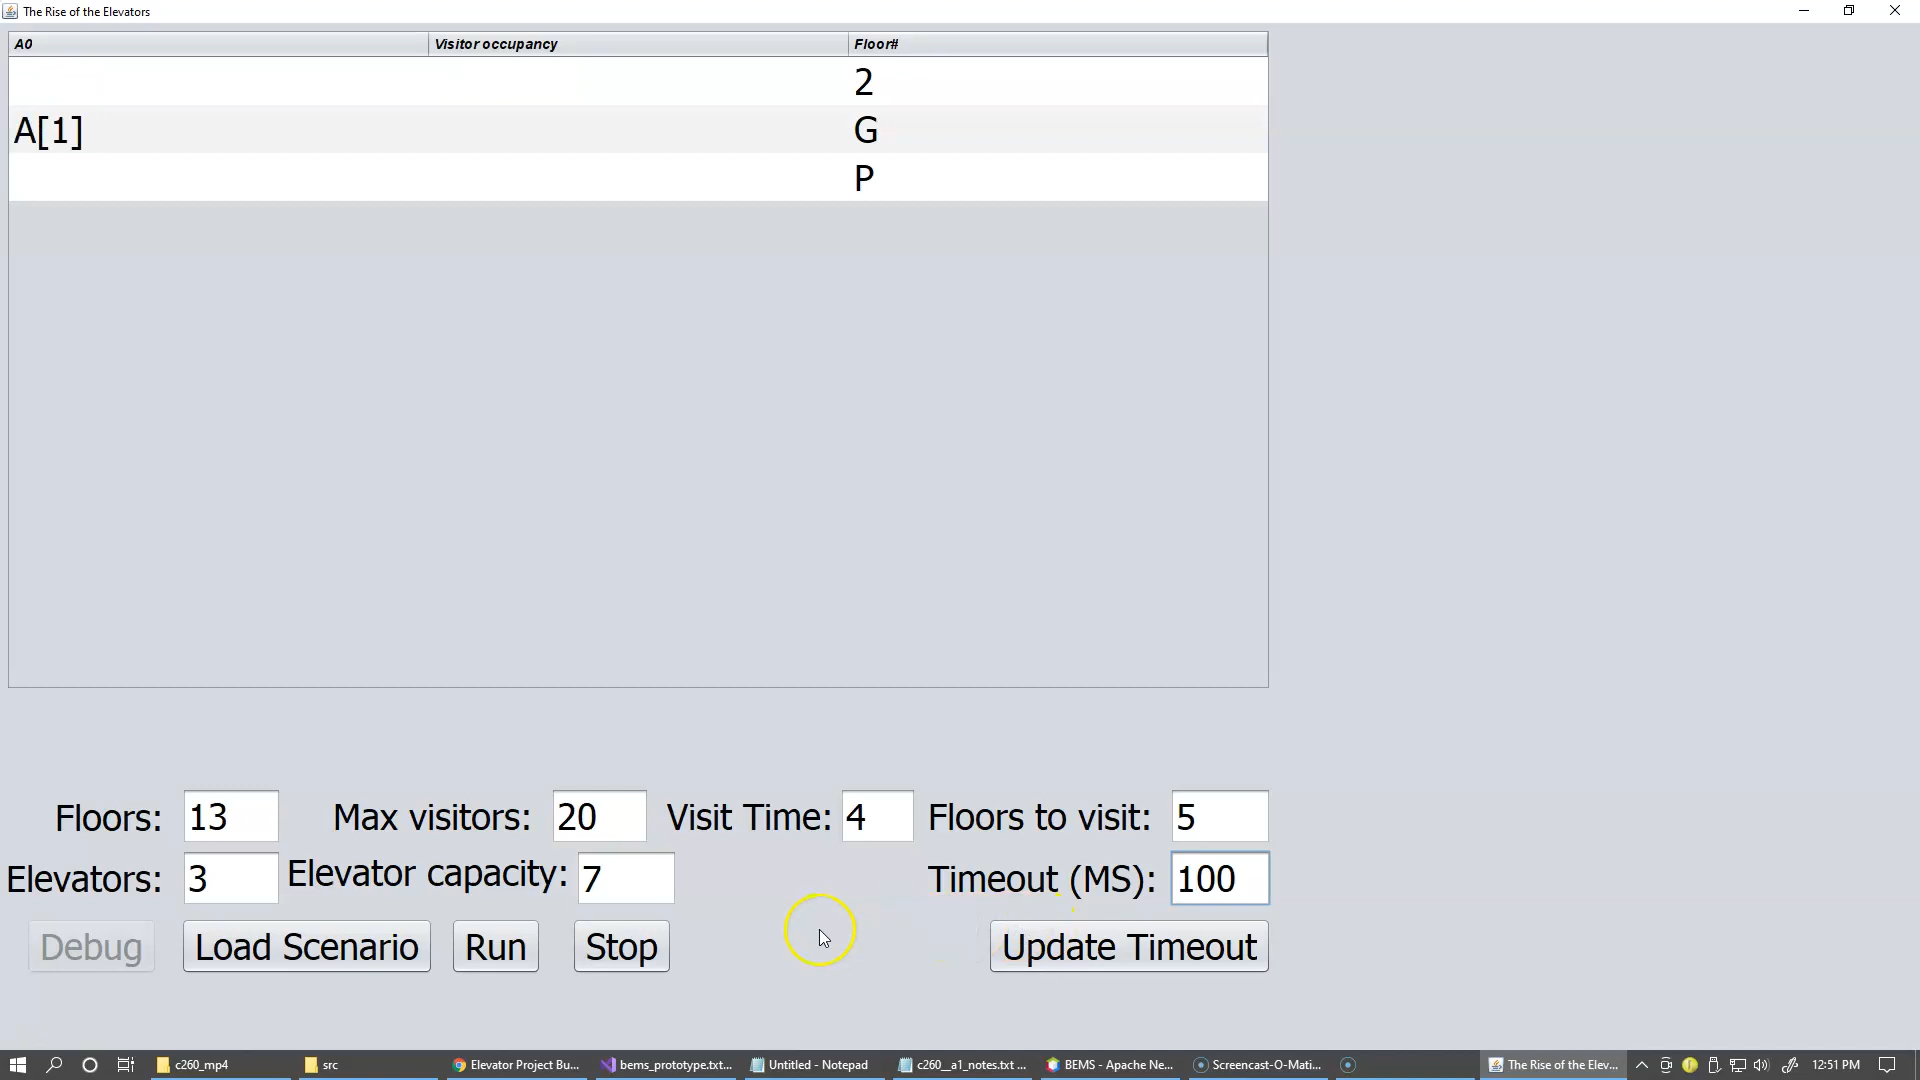 The Rise of the Elevators
A0 Visitor occupancy Floor#
2
A[1] G
P
Floors: 13 Max visitors: 20 Visit Time: 4 Floors to visit: 5
Elevators: 3 Elevator capacity: 7 Timeout (MS): 100
Debug Load Scenario Run Stop Update Timeout
c260_mp4 src Elevator Project Bu... bems_prototype.txt... Untitled - Notepad c260__a1_notes.txt ... BEMS - Apache Ne... Screencast-O-Mati... The Rise of the Elev... 12:51 PM